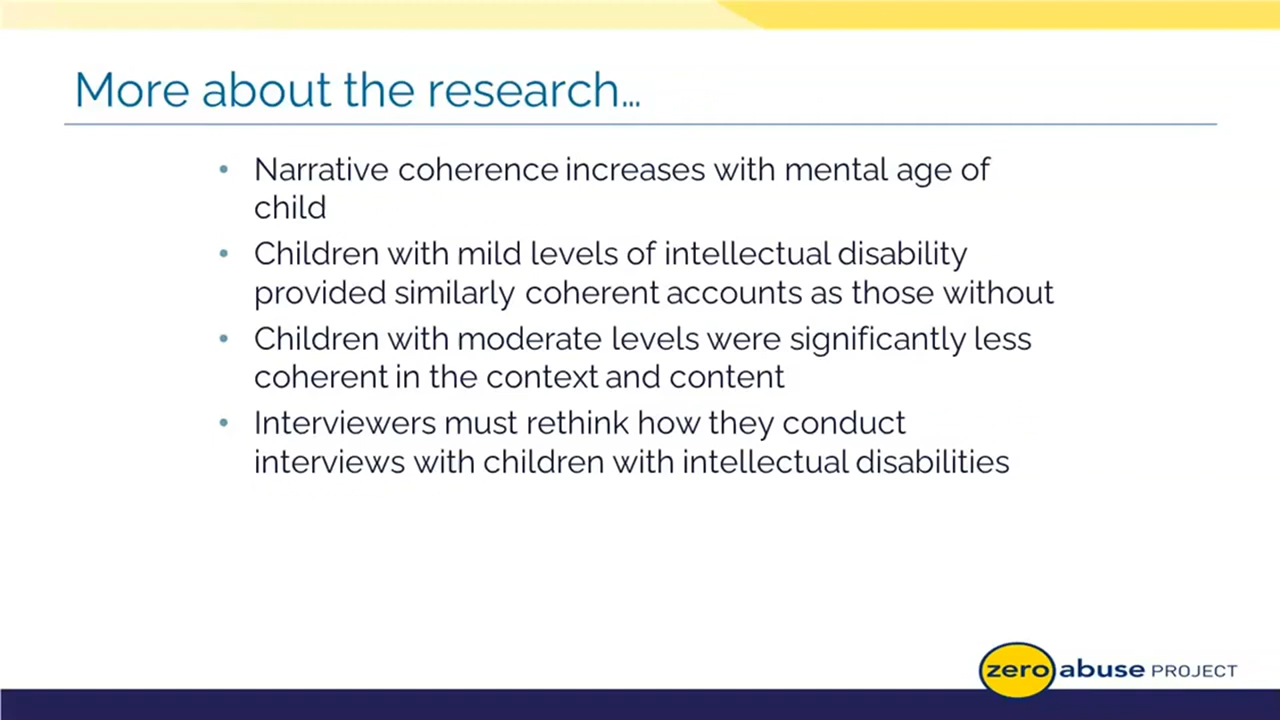 More about the research…
• Narrative coherence increases with mental age of
child
• Children with mild levels of intellectual disability
provided similarly coherent accounts as those without
• Children with moderate levels were significantly less
coherent in the context and content
• Interviewers must rethink how they conduct
interviews with children with intellectual disabilities
zero abuse PROJECT